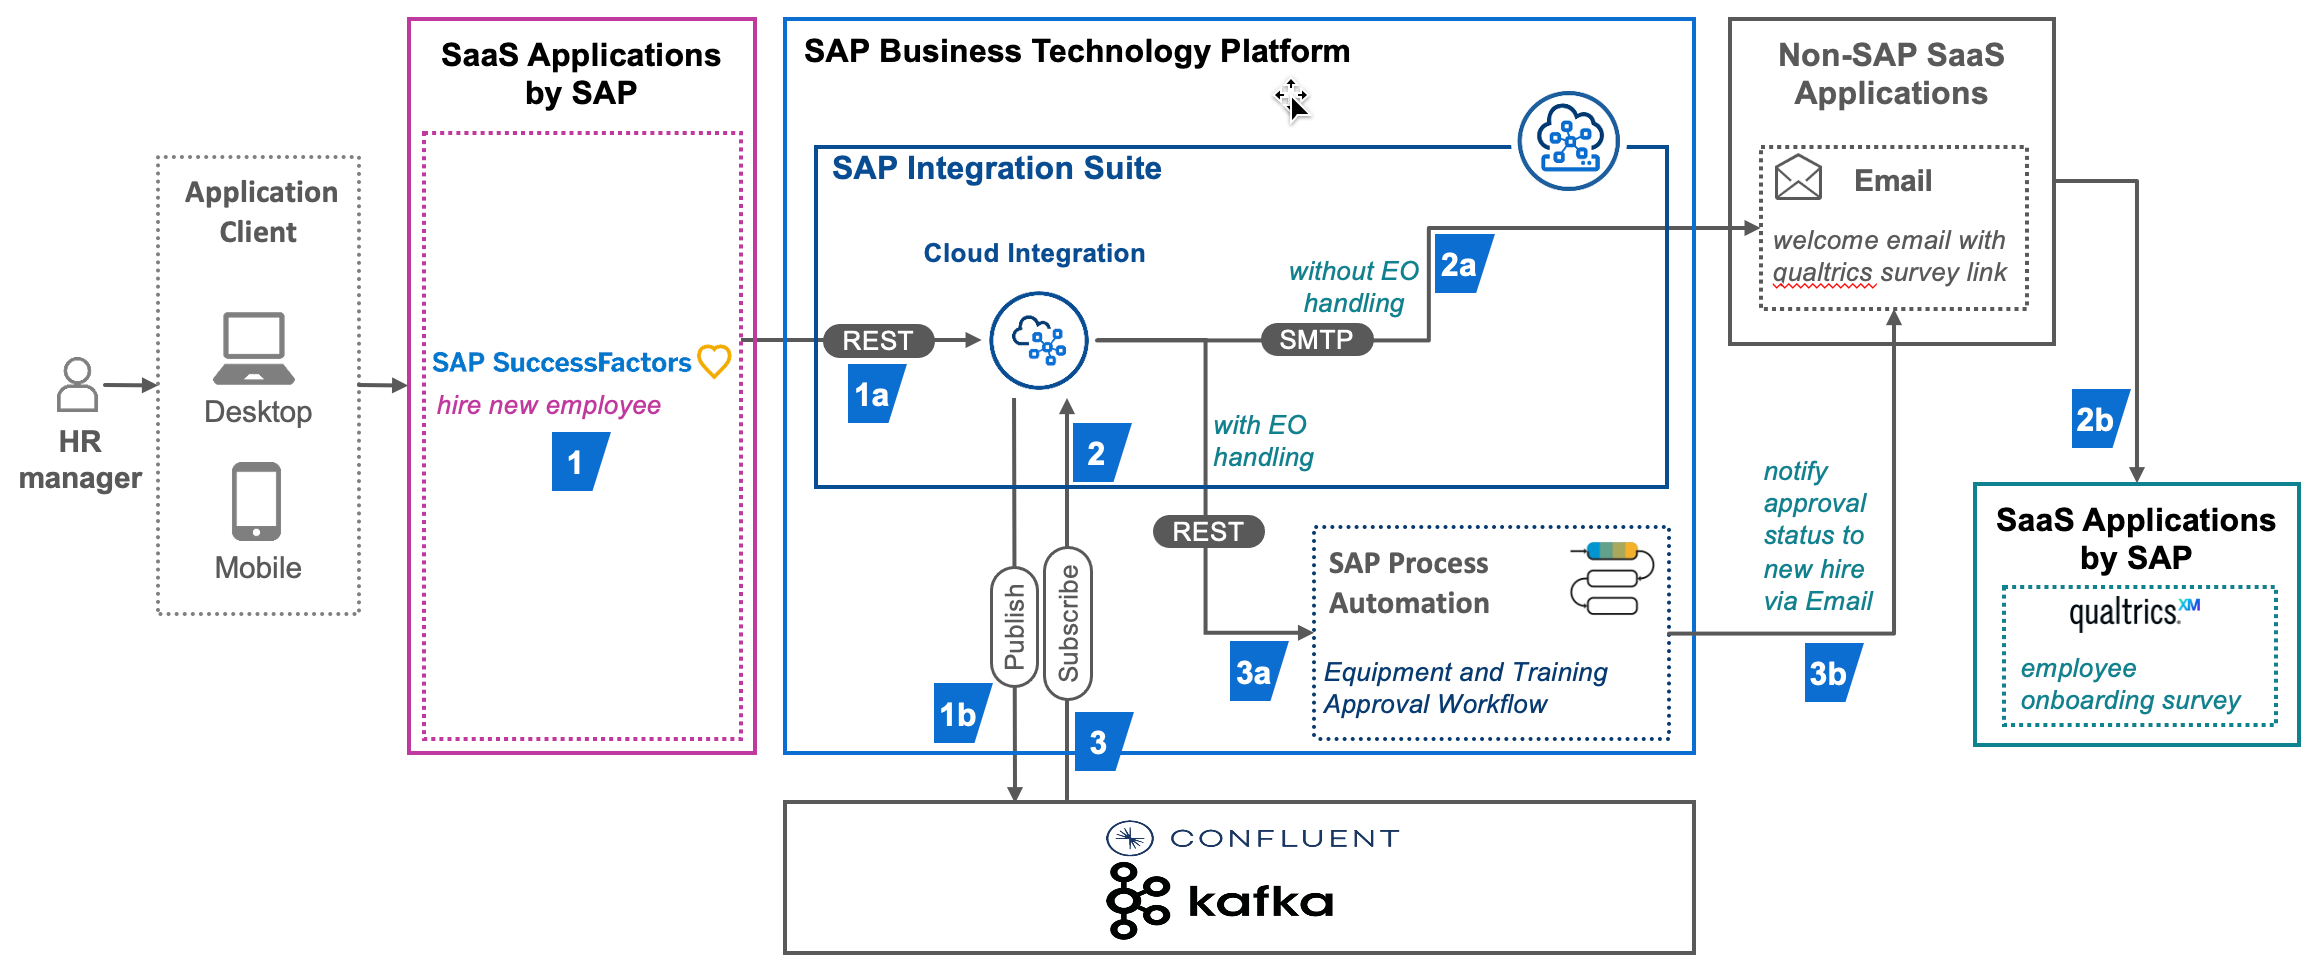 HR
manager
Application
Client
Desktop
Mobile
SaaS Applications
by SAP
SAP SuccessFactors
hire new employee
1
SAP Business Technology Platform
SAP Integration Suite
Cloud Integration
REST
1a
without EO
handling
SMTP
2a
with EO
handling
2
REST
Publish
Subscribe
1b
3
3a
SAP Process
Automation
Equipment and Training
Approval Workflow
CONFLUENT
kafka
Non-SAP SaaS
Applications
Email
welcome email with
qualtrics survey link
notify
approval
status to
new hire
via Email
3b
2b
SaaS Applications
by SAP
qualtrics.XM
employee
onboarding survey